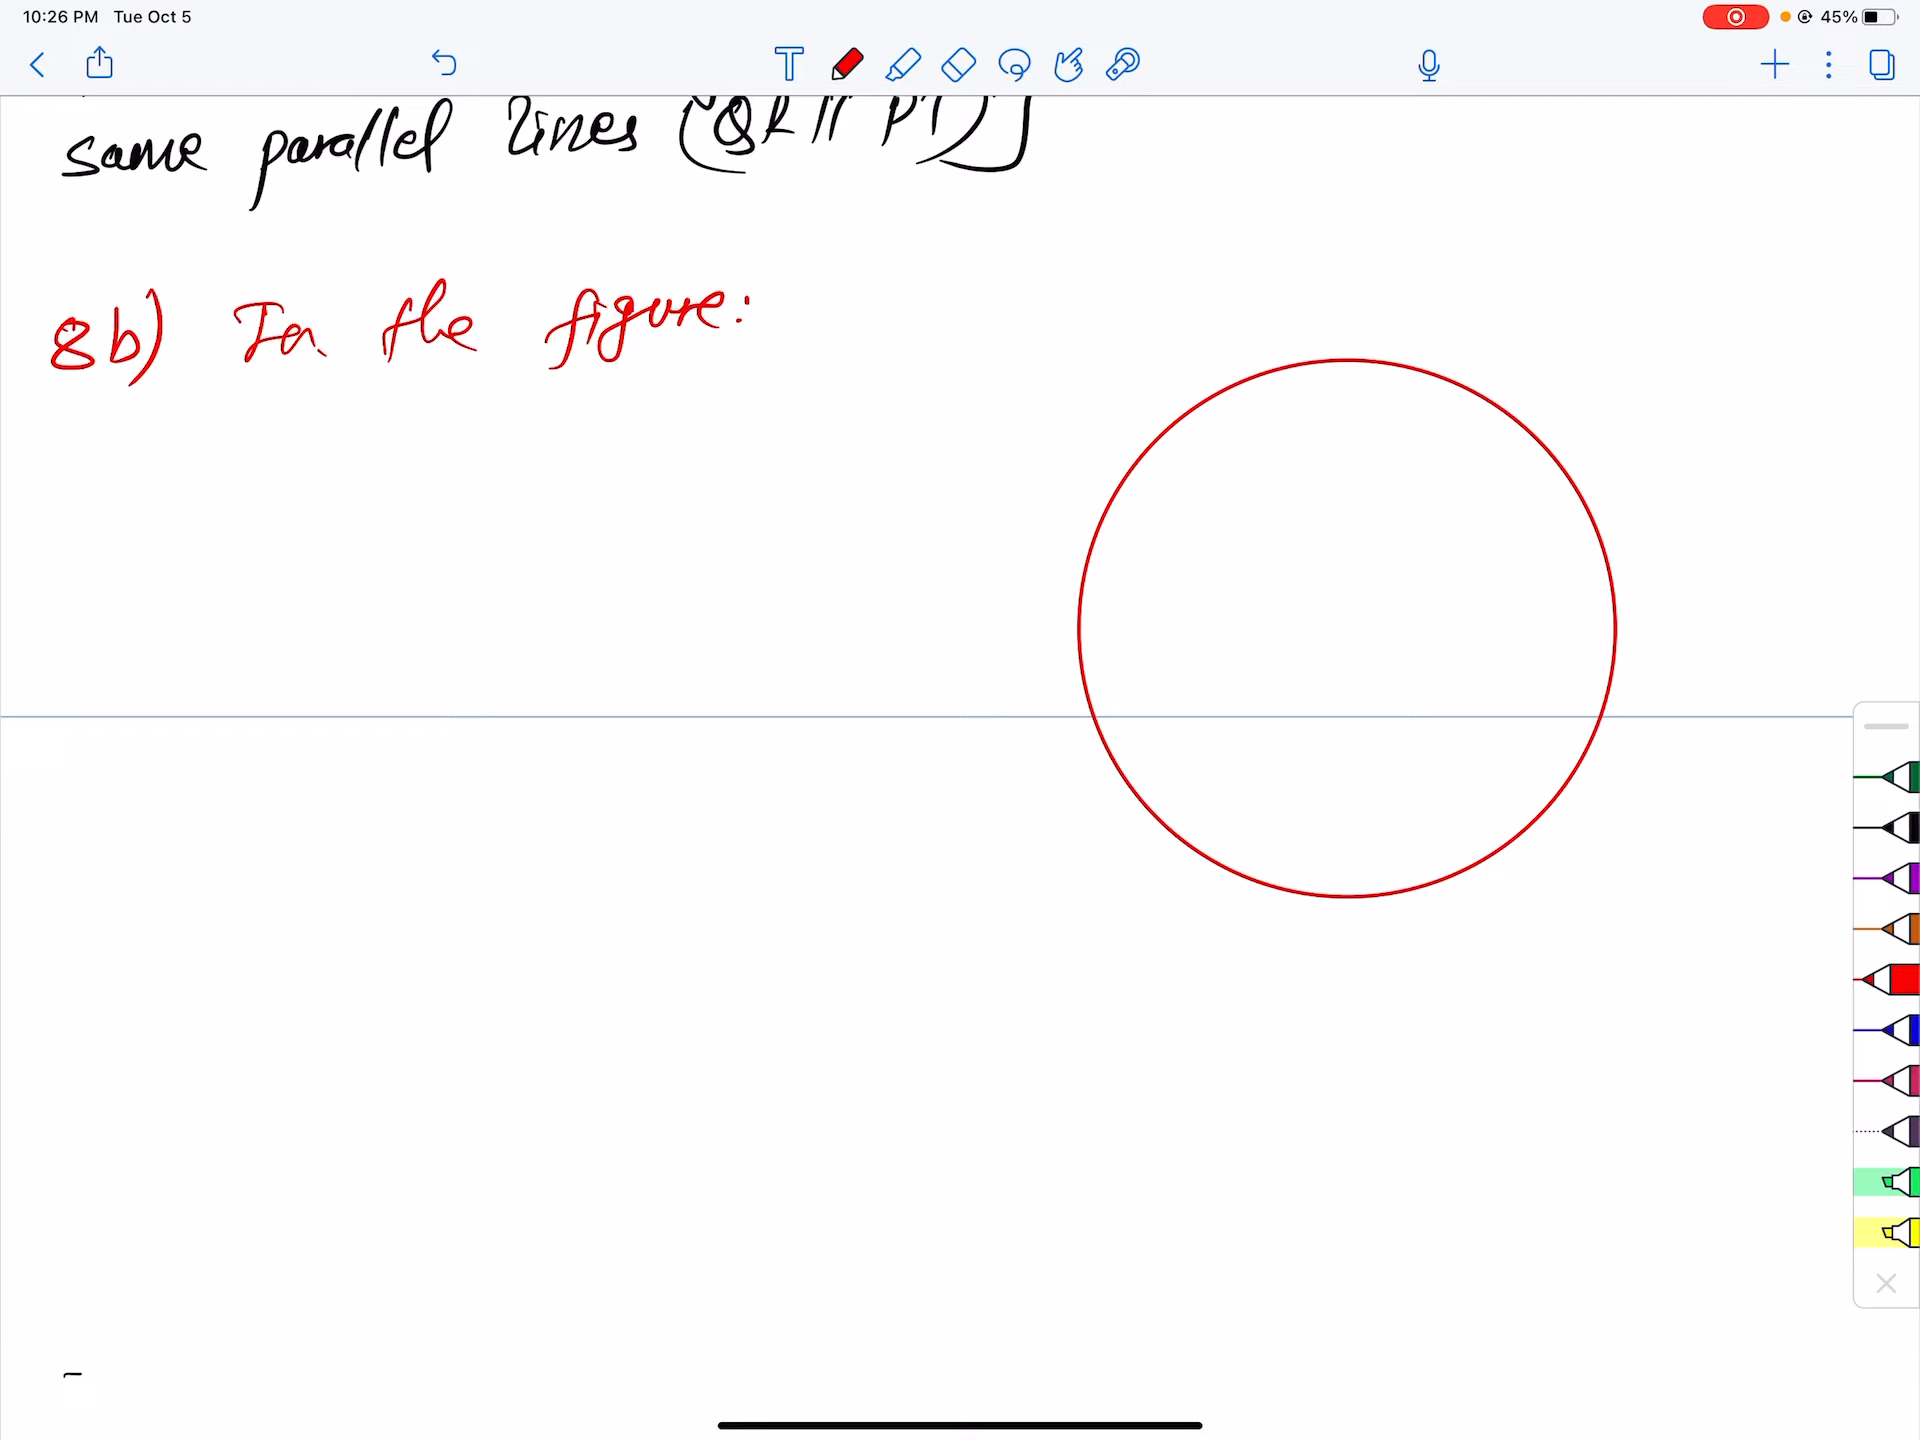 10:26 PM Tue Oct 5
45%
same parallel lines (QR // PT)]
8b) In the figure: